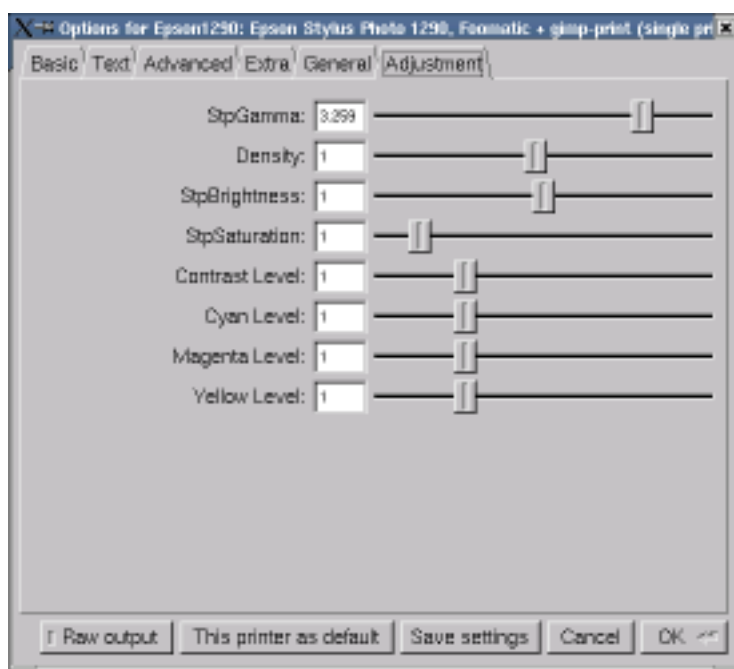 Options for Epson1290: Epson Stylus Photo 1290, Foomatic + gimp-print (single pri
Basic Text Advanced Extra General Adjustment
StpGamma: 3.259
Density: 1
StpBrightness: 1
StpSaturation: 1
Contrast Level: 1
Cyan Level: 1
Magenta Level: 1
Yellow Level: 1
Raw output This printer as default Save settings Cancel OK